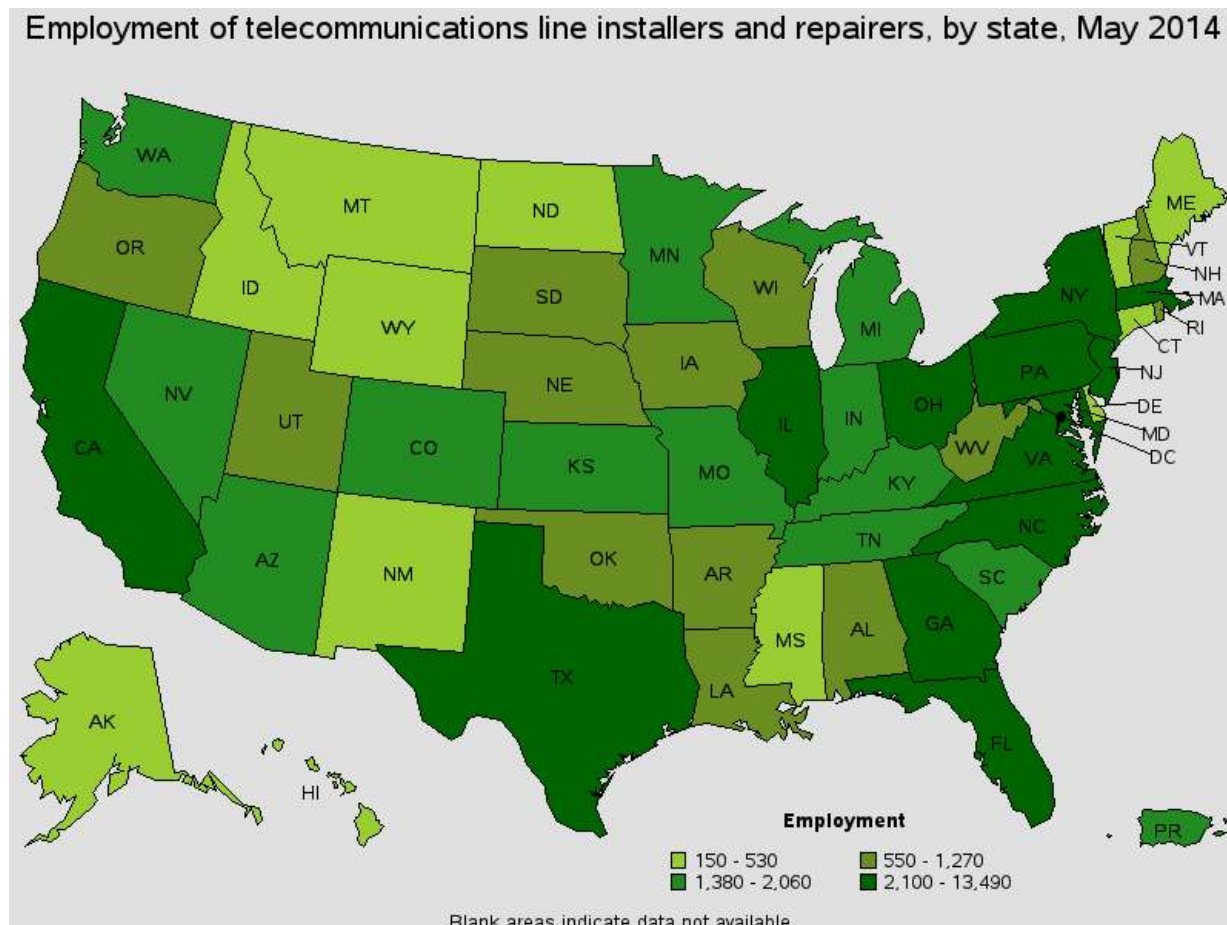 Employment of telecommunications line installers and repairers, by state, May 2014
WA
MT
ND
MN
ME
OR
ID
SD
WI
VT
NH
WY
MI
NY
MA
RI
CT
NV
UT
NE
IA
PA
NJ
CA
CO
IL
IN
OH
DE
MD
DC
KS
MO
WV
VA
KY
AZ
NM
OK
AR
TN
NC
SC
MS
AL
GA
TX
LA
FL
AK
HI
PR
Employment
150 - 530
550 - 1,270
1,380 - 2,060
2,100 - 13,490
Blank areas indicate data not available